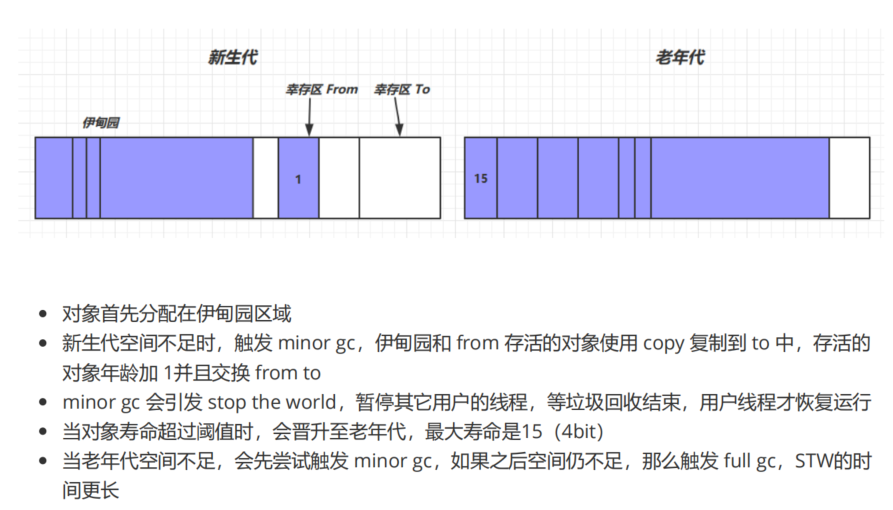 新生代
老年代
幸存区 From
幸存区 To
伊甸园
1
15
对象首先分配在伊甸园区域
新生代空间不足时，触发 minor gc，伊甸园和 from 存活的对象使用 copy 复制到 to 中，存活的
对象年龄加 1并且交换 from to
minor gc 会引发 stop the world，暂停其它用户的线程，等垃圾回收结束，用户线程才恢复运行
当对象寿命超过阈值时，会晋升至老年代，最大寿命是15（4bit）
当老年代空间不足，会先尝试触发 minor gc，如果之后空间仍不足，那么触发 full gc，STW的时
间更长